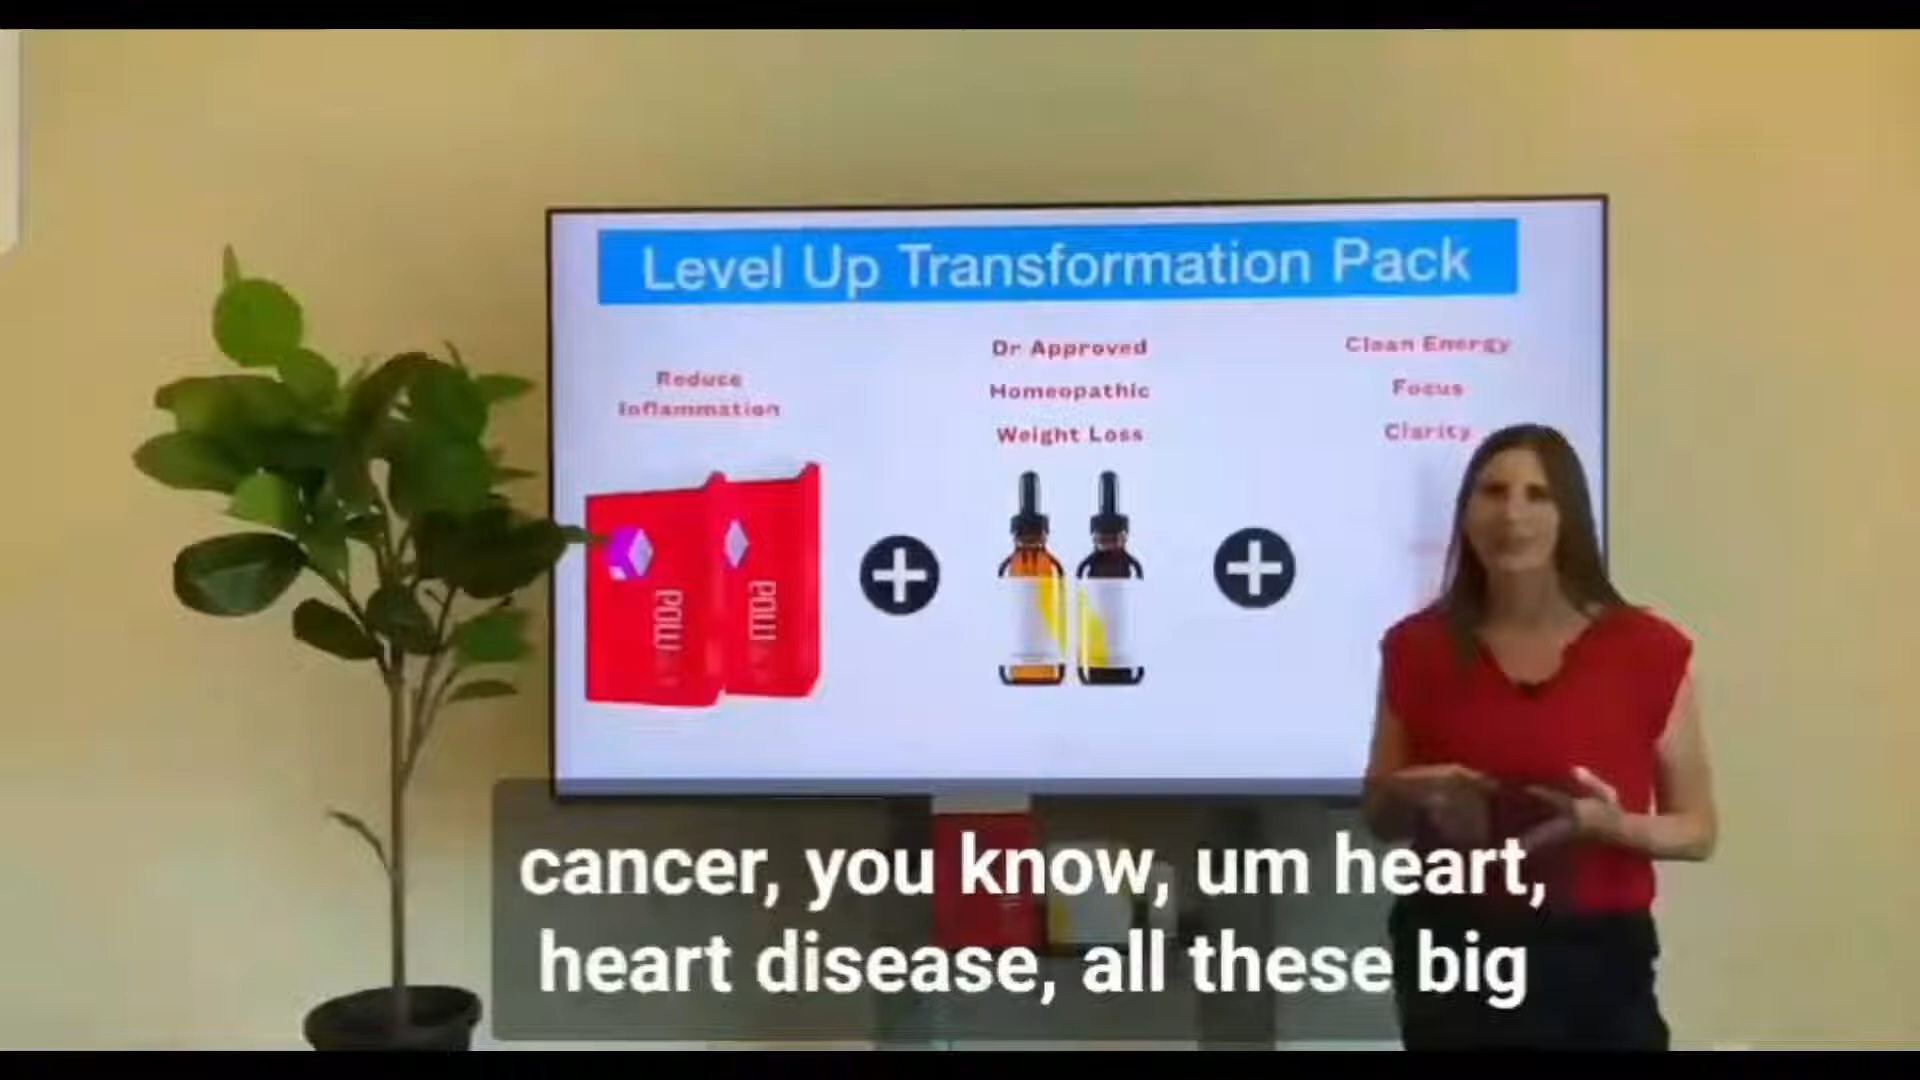 Level Up Transformation Pack
Reduce
Inflammation
Dr Approved
Homeopathic
Weight Loss
Clean Energy
Focus
Clarity
cancer, you know, um heart,
heart disease, all these big